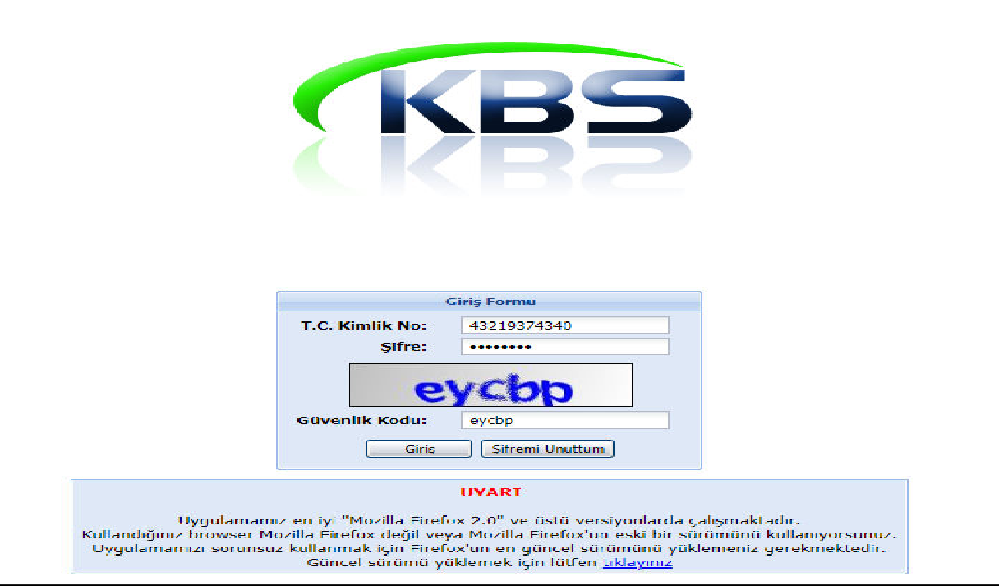 KBS
Giriş Formu
T.C. Kimlik No: 43219374340
Şifre: ••••••••
eycbp
Güvenlik Kodu: eycbp
Giriş Şifremi Unuttum
UYARI
Uygulamamız en iyi "Mozilla Firefox 2.0" ve üstü versiyonlarda çalışmaktadır.
Kullandığınız browser Mozilla Firefox değil veya Mozilla Firefox'un eski bir sürümünü kullanıyorsunuz.
Uygulamamızı sorunsuz kullanmak için Firefox'un en güncel sürümünü yüklemeniz gerekmektedir.
Güncel sürümü yüklemek için lütfen tıklayınız